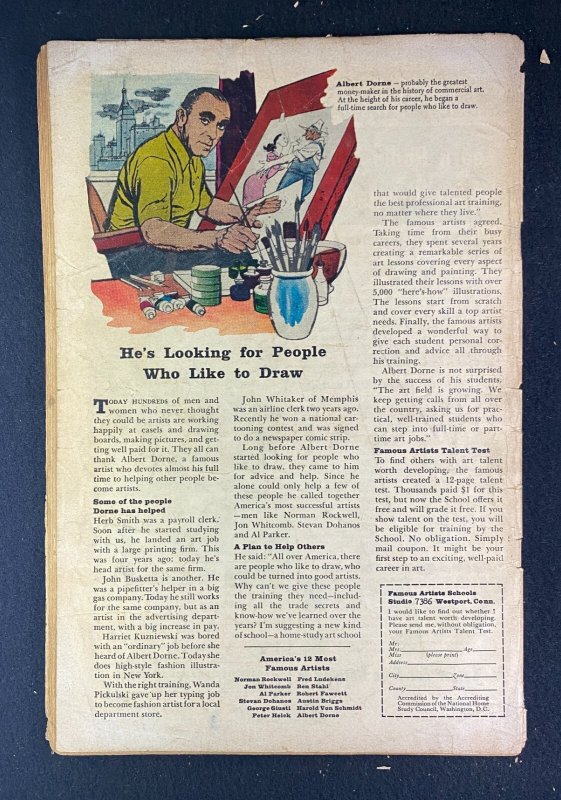 Albert Dorne – probably the greatest
money-maker in the history of commercial art.
At the height of his career, he began a
full-time search for people who like to draw.
He's Looking for People
Who Like to Draw
TODAY HUNDREDS of men and
women who never thought
they could be artists are working
happily at easels and drawing
boards, making pictures, and get-
ting well paid for it. They all can
thank Albert Dorne, a famous
artist who devotes almost his full
time to helping other people be-
come artists.
Some of the people
Dorne has helped
Herb Smith was a payroll clerk.
Soon after he started studying
with us, he landed an art job
with a large printing firm. This
was four years ago; today he's
head artist for the same firm.
John Busketta is another. He
was a pipefitter's helper in a big
gas company. Today he still works
for the same company, but as an
artist in the advertising depart-
ment, with a big increase in pay.
Harriet Kuzniewski was bored
with an "ordinary" job before she
heard of Albert Dorne. Today she
does high-style fashion illustra-
tion in New York.
With the right training, Wanda
Pickulski gave up her typing job
to become fashion artist for a local
department store.
John Whitaker of Memphis
was an airline clerk two years ago.
Recently he won a national car-
tooning contest and was signed
to do a newspaper comic strip.
Long before Albert Dorne
started looking for people who
like to draw, they came to him
for advice and help. Since he
alone could only help a few of
these people he called together
America's most successful artists
—men like Norman Rockwell,
Jon Whitcomb, Stevan Dohanos
and Al Parker.
A Plan to Help Others
He said: "All over America, there
are people who like to draw, who
could be turned into good artists.
Why can't we give these people
the training they need—includ-
ing all the trade secrets and
know-how we've learned over the
years? I'm suggesting a new kind
of school—a home-study art school
America's 12 Most
Famous Artists
Norman Rockwell Fred Ludekens
Jon Whitcomb Ben Stahl
Al Parker Robert Fawcett
Stevan Dohanos Austin Briggs
George Giusti Harold Von Schmidt
Peter Helck Albert Dorne
that would give talented people
the best professional art training,
no matter where they live."
The famous artists agreed.
Taking time from their busy
careers, they spent several years
creating a remarkable series of
art lessons covering every aspect
of drawing and painting. They
illustrated their lessons with over
5,000 "here's-how" illustrations.
The lessons start from scratch
and cover every skill a top artist
needs. Finally, the famous artists
developed a wonderful way to
give each student personal cor-
rection and advice all through
his training.
Albert Dorne is not surprised
by the success of his students.
"The art field is growing. We
keep getting calls from all over
the country, asking us for prac-
tical, well-trained students who
can step into full-time or part-
time art jobs."
Famous Artists Talent Test
To find others with art talent
worth developing, the famous
artists created a 12-page talent
test. Thousands paid $1 for this
test, but now the School offers it
free and will grade it free. If you
show talent on the test, you will
be eligible for training by the
School. No obligation. Simply
mail coupon. It might be your
first step to an exciting, well-paid
career in art.
Famous Artists Schools
Studio 7386 Westport, Conn.
I would like to find out whether I
have art talent worth developing.
Please send me, without obligation,
your Famous Artists Talent Test.
Mr.
Mrs. Age
Miss (please print)
Address
City Zone
County State
Accredited by the Accrediting
Commission of the National Home
Study Council, Washington, D.C.